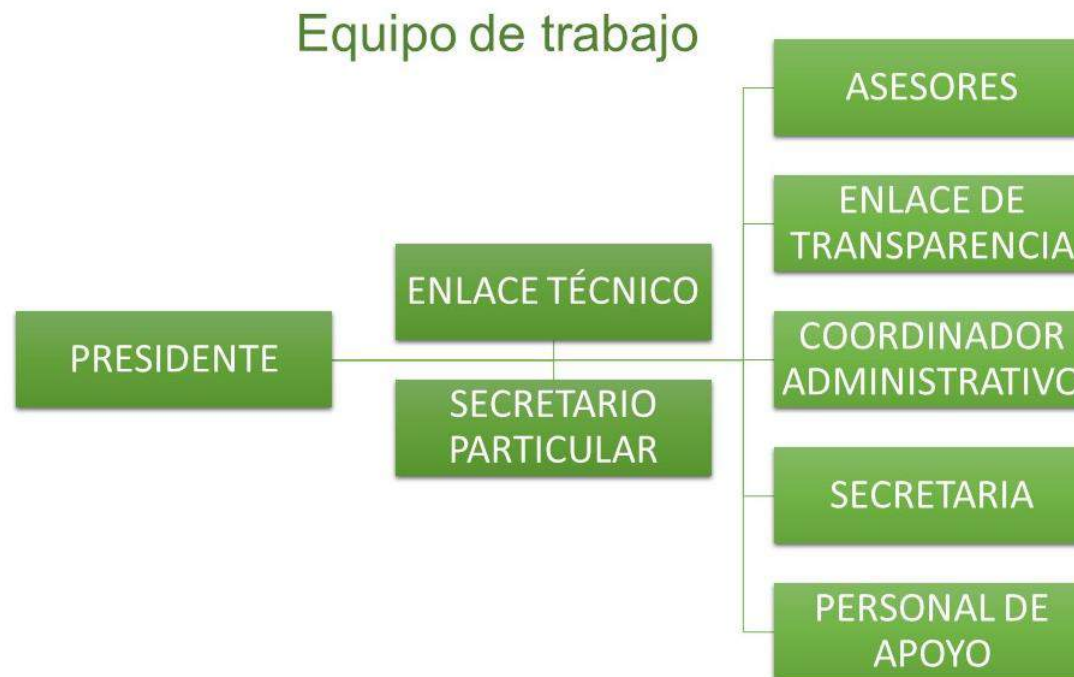 Equipo de trabajo
PRESIDENTE
ENLACE TÉCNICO
SECRETARIO
PARTICULAR
ASESORES
ENLACE DE
TRANSPARENCIA
COORDINADOR
ADMINISTRATIVO
SECRETARIA
PERSONAL DE
APOYO